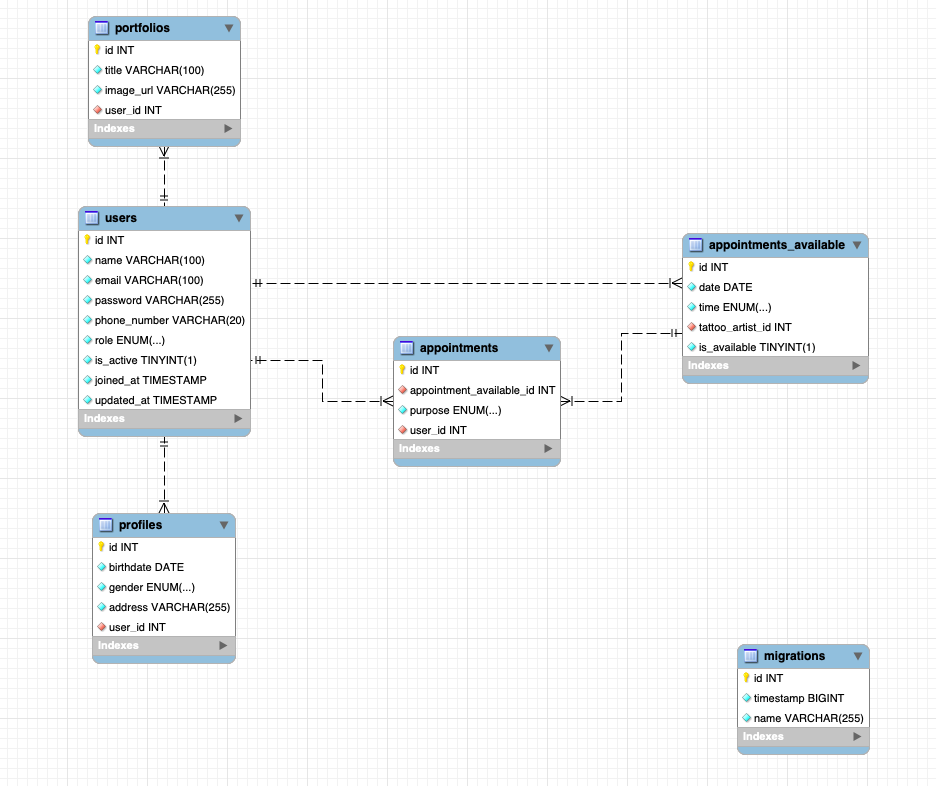 portfolios
id INT
title VARCHAR(100)
image_url VARCHAR(255)
user_id INT
Indexes
users
id INT
name VARCHAR(100)
email VARCHAR(100)
password VARCHAR(255)
phone_number VARCHAR(20)
role ENUM(...)
is_active TINYINT(1)
joined_at TIMESTAMP
updated_at TIMESTAMP
Indexes
appointments_available
id INT
date DATE
time ENUM(...)
tattoo_artist_id INT
is_available TINYINT(1)
Indexes
appointments
id INT
appointment_available_id INT
purpose ENUM(...)
user_id INT
Indexes
profiles
id INT
birthdate DATE
gender ENUM(...)
address VARCHAR(255)
user_id INT
Indexes
migrations
id INT
timestamp BIGINT
name VARCHAR(255)
Indexes